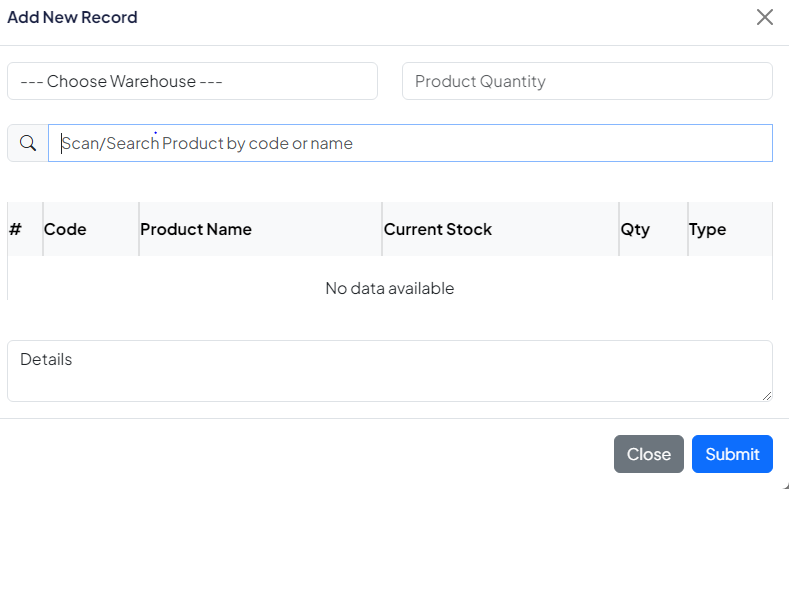 Add New Record
--- Choose Warehouse ---
Product Quantity
Scan/Search Product by code or name
# Code Product Name Current Stock Qty Type
No data available
Details
Close Submit